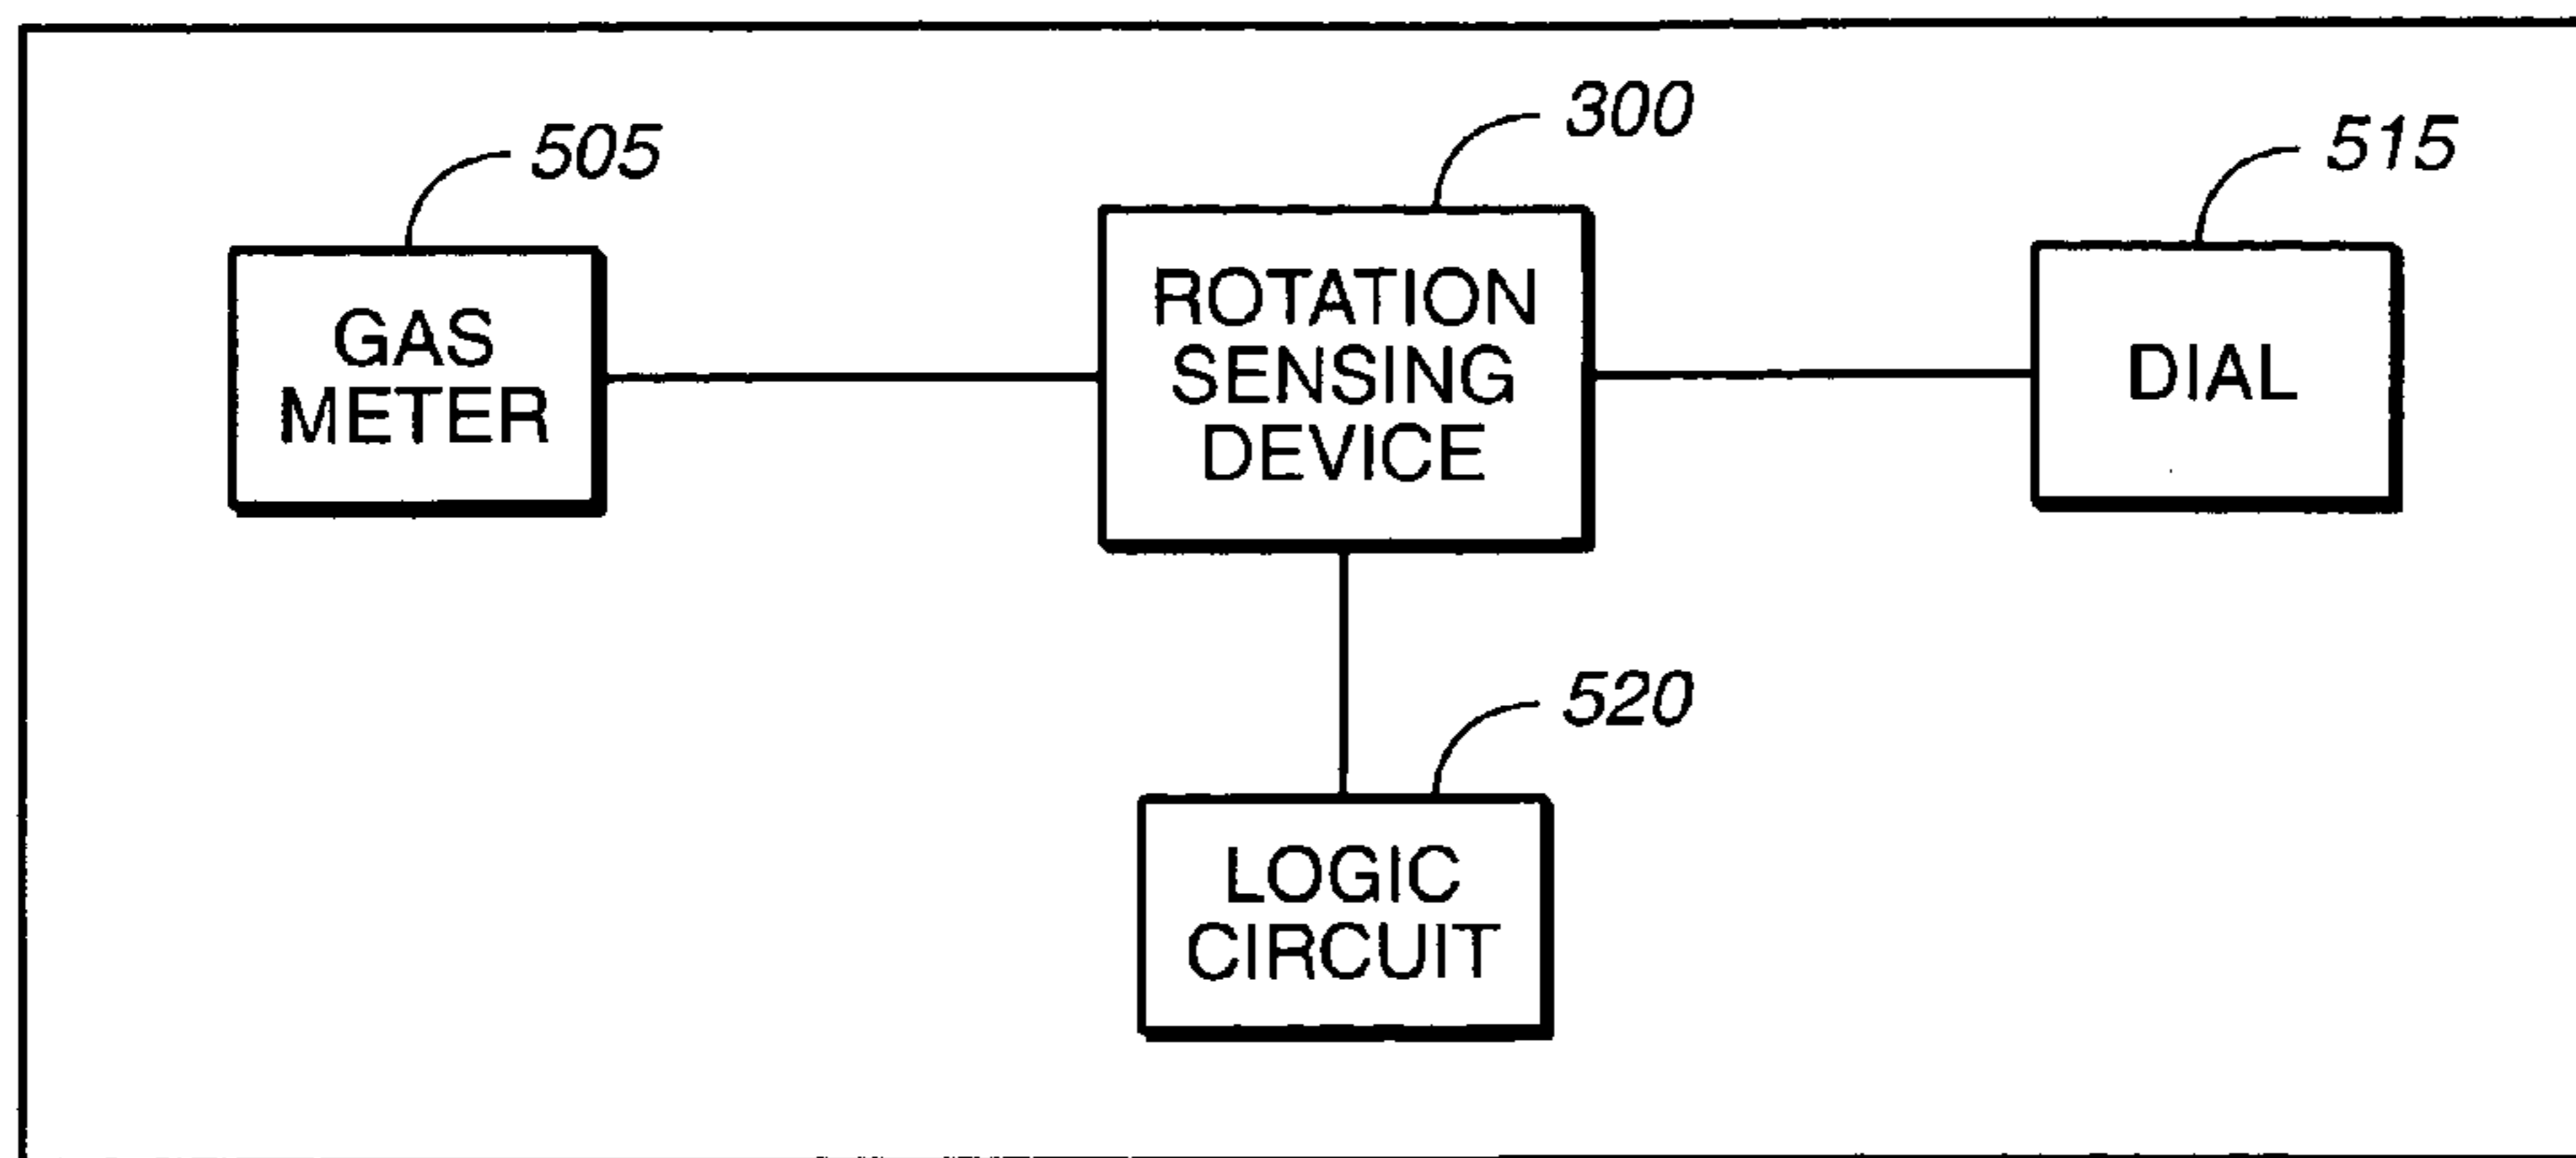 505
300
515
GAS
METER
ROTATION
SENSING
DEVICE
DIAL
520
LOGIC
CIRCUIT